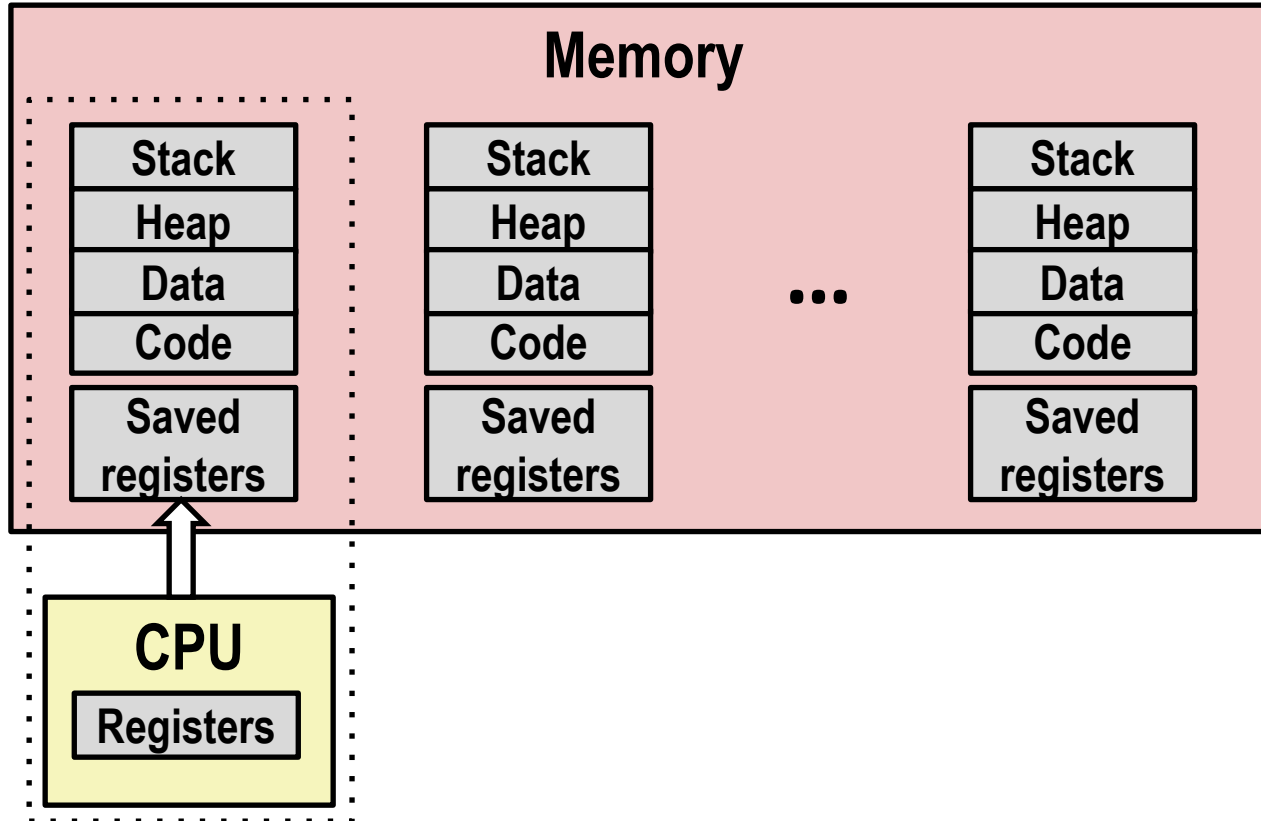 Memory
Stack
Heap
Data
Code
Saved
registers
Stack
Heap
Data
Code
Saved
registers
...
Stack
Heap
Data
Code
Saved
registers
CPU
Registers